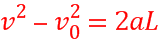 v² − v₀² = 2aL